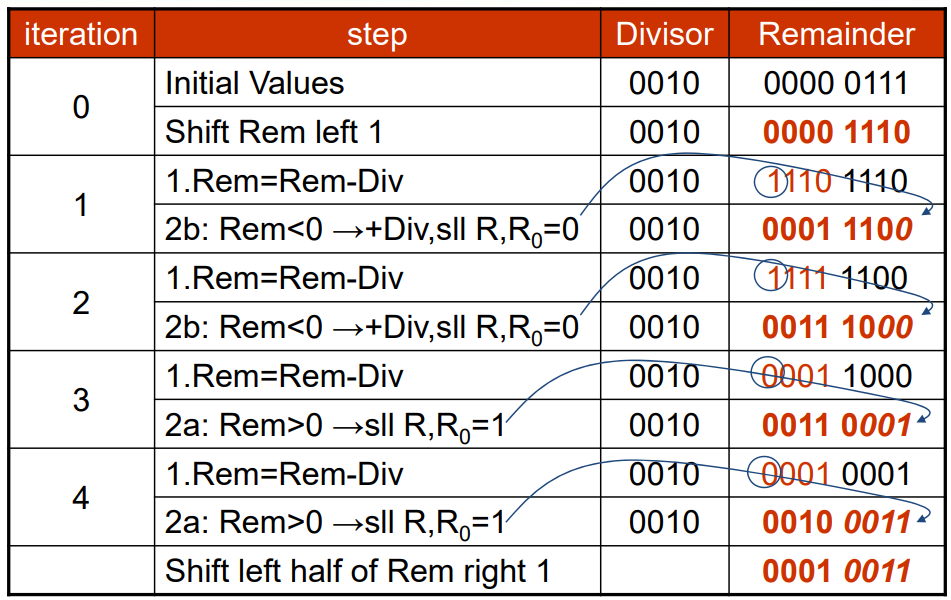 iteration step Divisor Remainder
0 Initial Values 0010 0000 0111
Shift Rem left 1 0010 0000 1110
1 1.Rem=Rem-Div 0010 1110 1110
2b: Rem<0 →+Div,sll R,R₀=0 0010 0001 1100
2 1.Rem=Rem-Div 0010 1111 1100
2b: Rem<0 →+Div,sll R,R₀=0 0010 0011 1000
3 1.Rem=Rem-Div 0010 0001 1000
2a: Rem>0 →sll R,R₀=1 0010 0011 0001
4 1.Rem=Rem-Div 0010 0001 0001
2a: Rem>0 →sll R,R₀=1 0010 0010 0011
Shift left half of Rem right 1 0001 0011